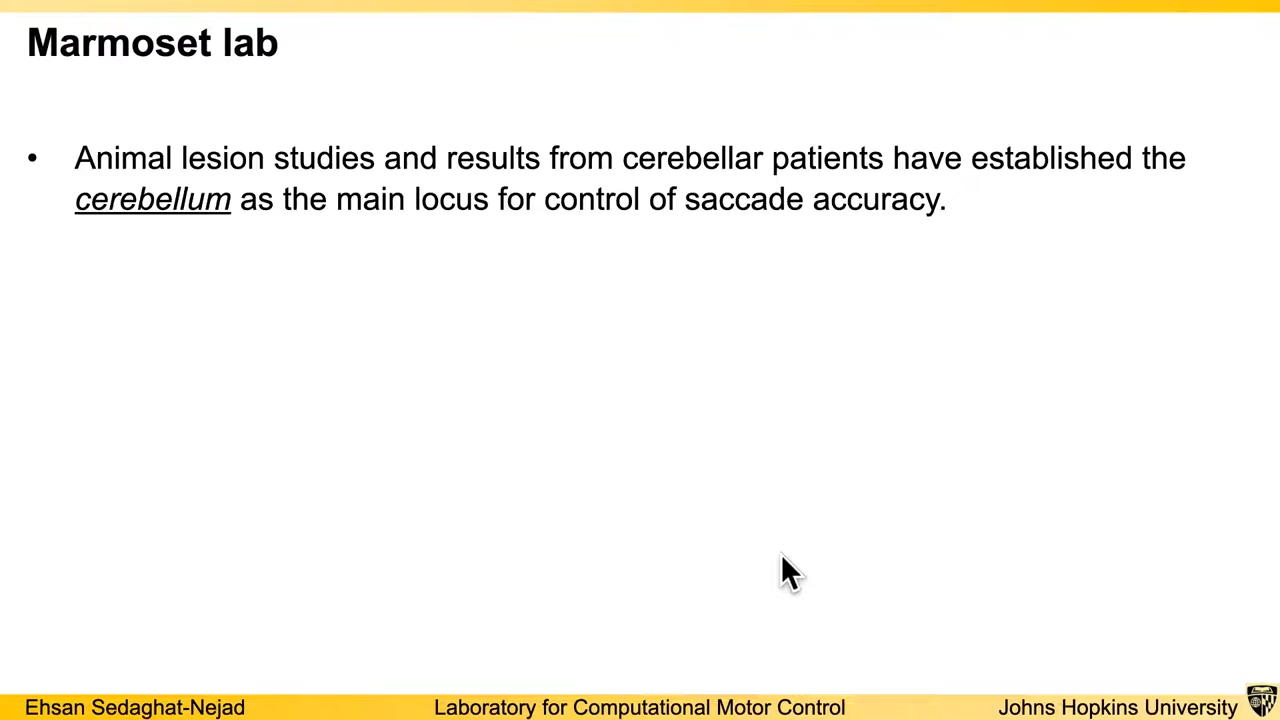 Marmoset lab
• Animal lesion studies and results from cerebellar patients have established the
cerebellum as the main locus for control of saccade accuracy.
Ehsan Sedaghat-Nejad Laboratory for Computational Motor Control Johns Hopkins University